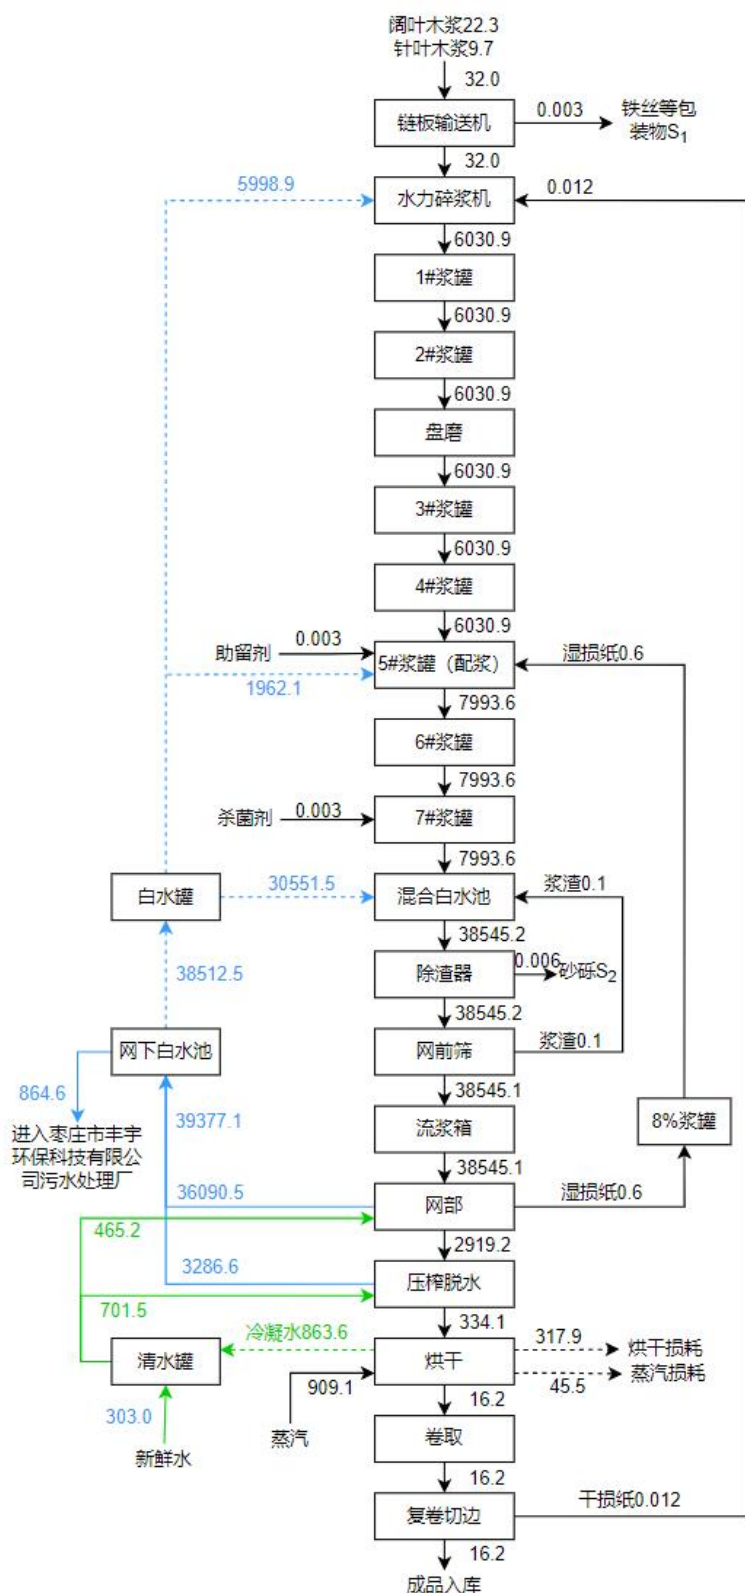 阔叶木浆22.3
针叶木浆9.7
32.0
链板输送机
0.003
铁丝等包
装物S1
32.0
5998.9
水力碎浆机
0.012
6030.9
1#浆罐
6030.9
2#浆罐
6030.9
盘磨
6030.9
3#浆罐
6030.9
4#浆罐
6030.9
助留剂
0.003
5#浆罐（配浆）
湿损纸0.6
1962.1
7993.6
6#浆罐
7993.6
杀菌剂
0.003
7#浆罐
7993.6
白水罐
30551.5
混合白水池
浆渣0.1
38545.2
38512.5
除渣器
0.006
砂砾S2
38545.2
网下白水池
网前筛
浆渣0.1
864.6
38545.1
39377.1
进入枣庄市丰宇
环保科技有限公
司污水处理厂
流浆箱
8%浆罐
38545.1
36090.5
网部
湿损纸0.6
465.2
2919.2
3286.6
压榨脱水
701.5
334.1
冷凝水863.6
317.9
烘干损耗
清水罐
烘干
蒸汽损耗
909.1
45.5
16.2
303.0
蒸汽
卷取
新鲜水
16.2
复卷切边
干损纸0.012
16.2
成品入库